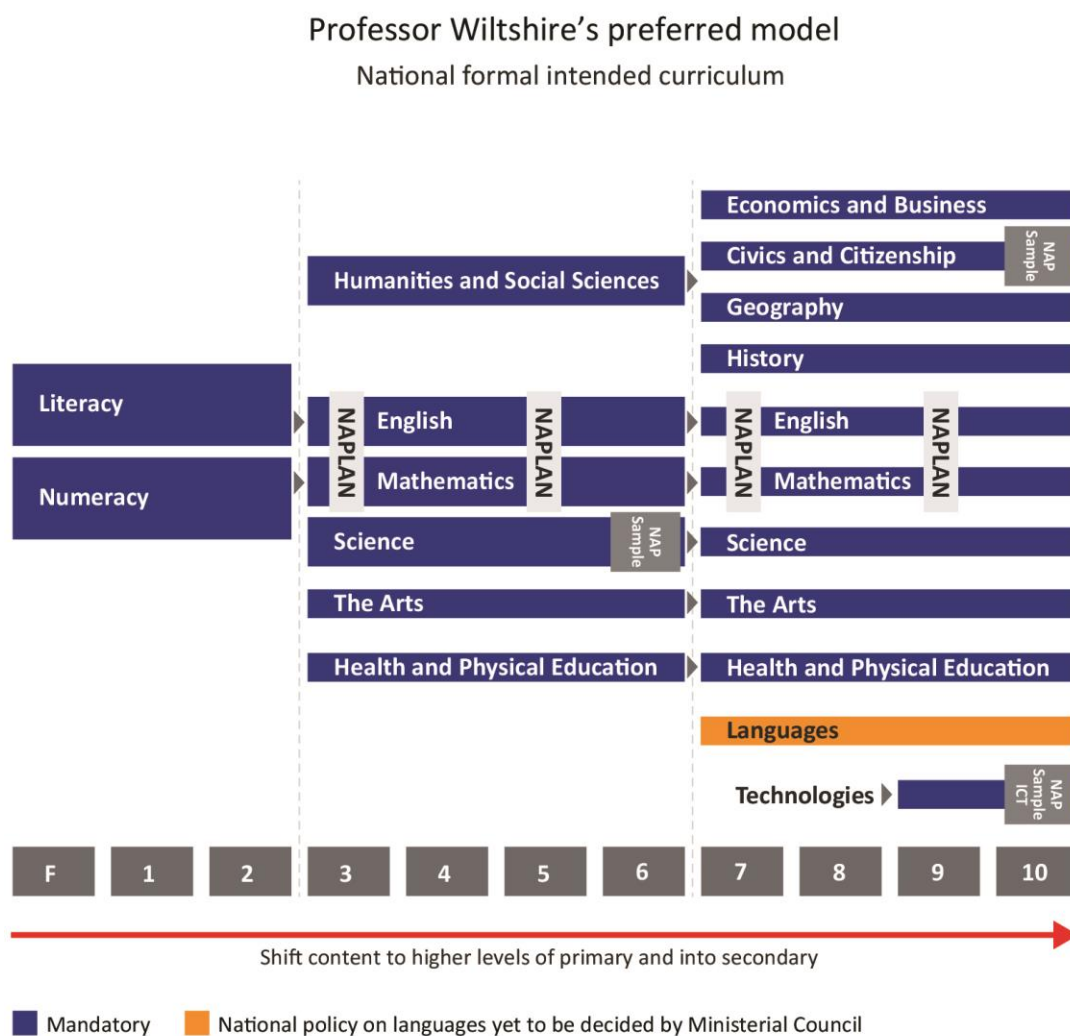 Professor Wiltshire's preferred model
National formal intended curriculum
Economics and Business
Civics and Citizenship
NAP
Sample
Humanities and Social Sciences
Geography
History
Literacy
English
English
NAPLAN
NAPLAN
NAPLAN
NAPLAN
Numeracy
Mathematics
Mathematics
Science
NAP
Sample
Science
The Arts
The Arts
Health and Physical Education
Health and Physical Education
Languages
Technologies
NAP
Sample
ICT
F 1 2 3 4 5 6 7 8 9 10
Shift content to higher levels of primary and into secondary
Mandatory
National policy on languages yet to be decided by Ministerial Council